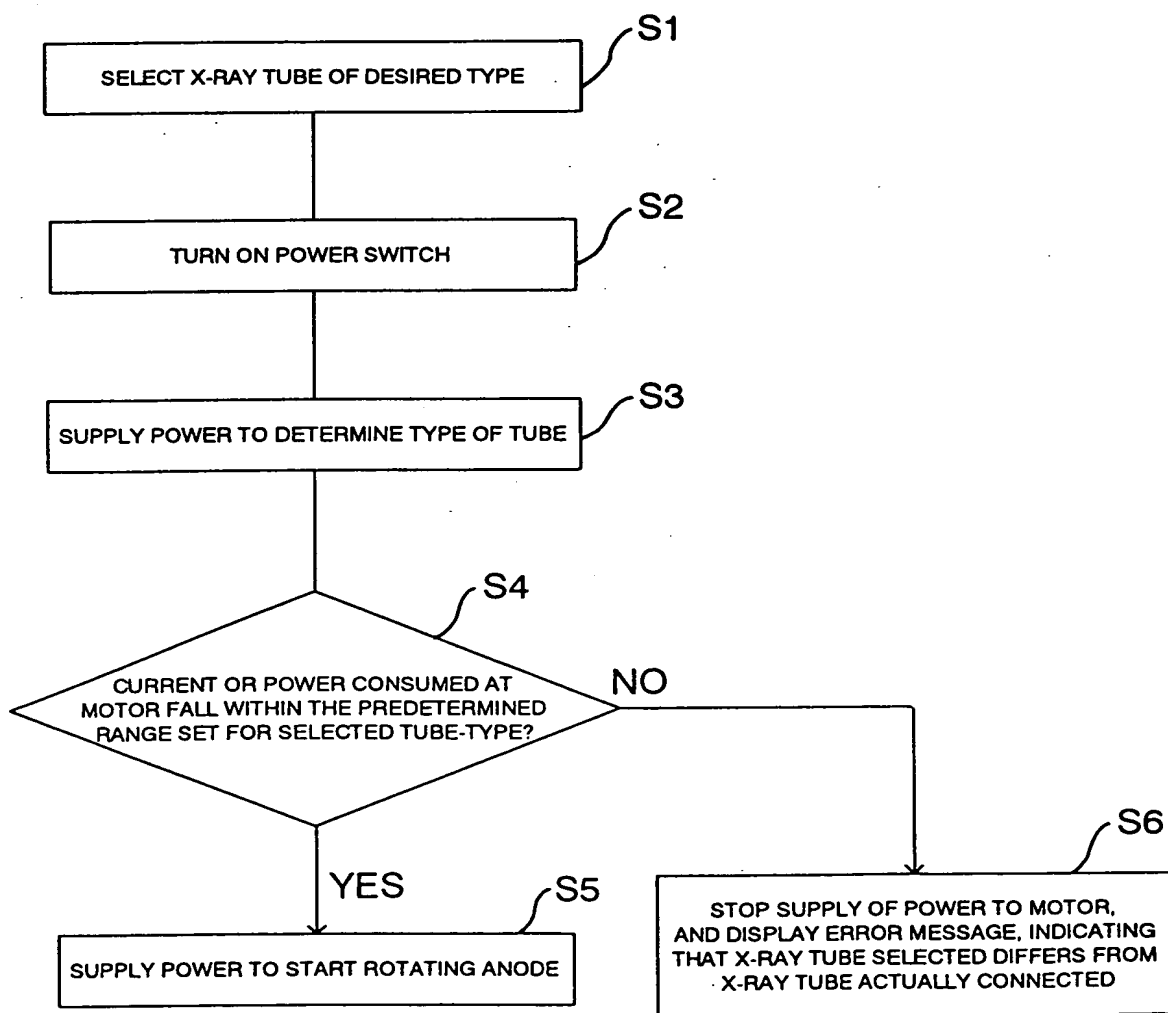 S1
SELECT X-RAY TUBE OF DESIRED TYPE
S2
TURN ON POWER SWITCH
S3
SUPPLY POWER TO DETERMINE TYPE OF TUBE
S4
CURRENT OR POWER CONSUMED AT
MOTOR FALL WITHIN THE PREDETERMINED
RANGE SET FOR SELECTED TUBE-TYPE?
NO
YES
S5
SUPPLY POWER TO START ROTATING ANODE
S6
STOP SUPPLY OF POWER TO MOTOR,
AND DISPLAY ERROR MESSAGE, INDICATING
THAT X-RAY TUBE SELECTED DIFFERS FROM
X-RAY TUBE ACTUALLY CONNECTED